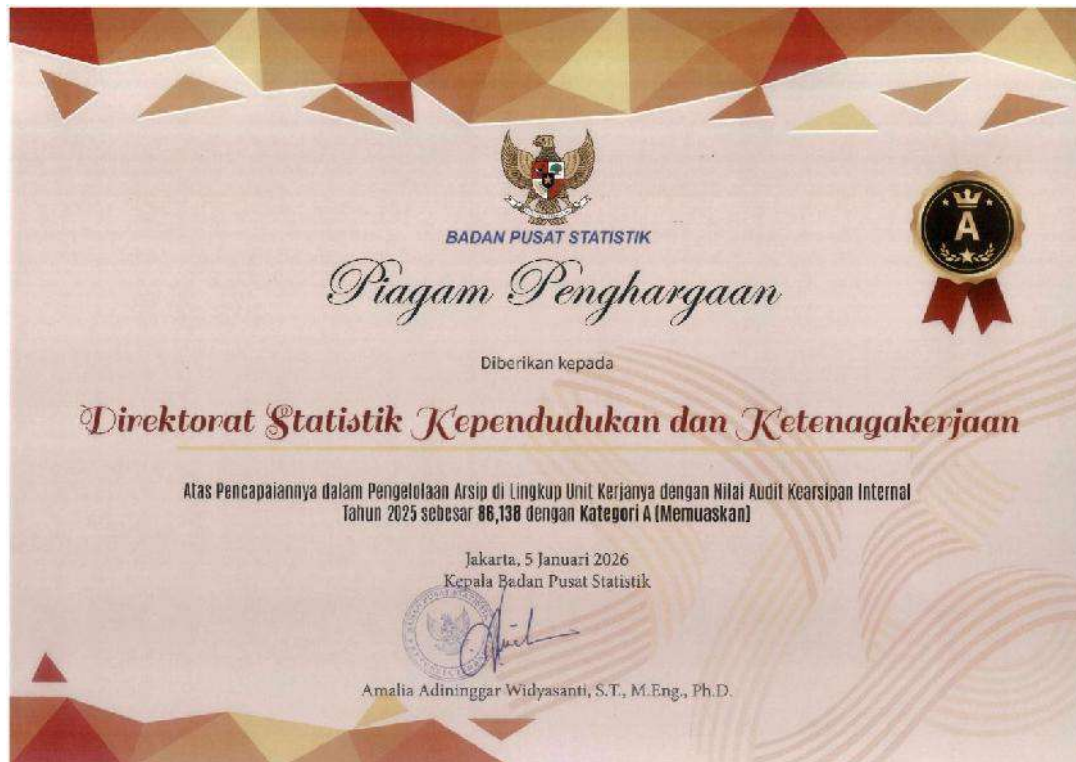 BADAN PUSAT STATISTIK
Piagam Penghargaan
A
Diberikan kepada
Direktorat Statistik Kependudukan dan Ketenagakerjaan
Atas Pencapaiannya dalam Pengelolaan Arsip di Lingkup Unit Kerjanya dengan Nilai Audit Kearsipan Internal
Tahun 2025 sebesar 86,138 dengan Kategori A (Memuaskan)
Jakarta, 5 Januari 2026
Kepala Badan Pusat Statistik
Amalia Adininggar Widyasanti, S.T., M.Eng., Ph.D.